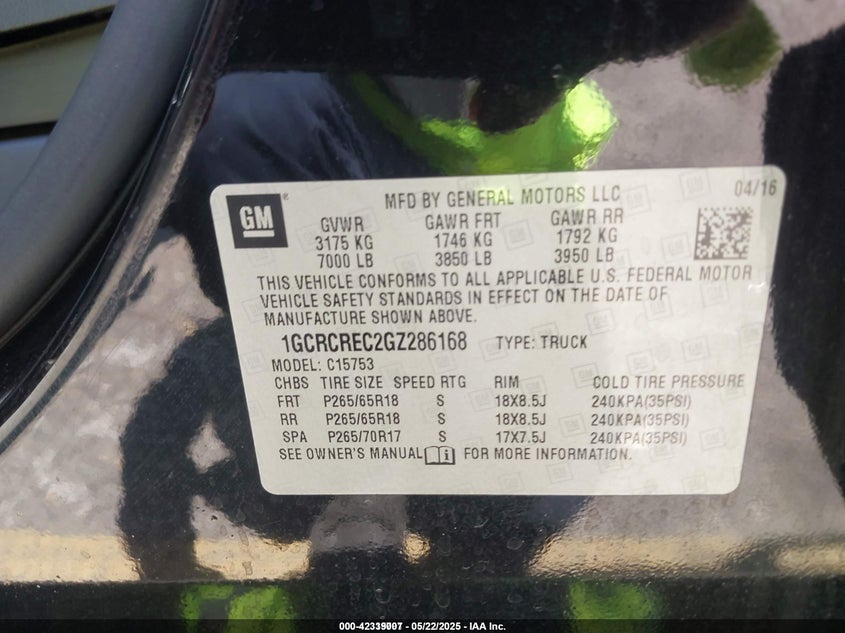 GM
MFD BY GENERAL MOTORS LLC 04/16
GVWR GAWR FRT GAWR RR
3175 KG 1746 KG 1792 KG
7000 LB 3850 LB 3950 LB
THIS VEHICLE CONFORMS TO ALL APPLICABLE U.S. FEDERAL MOTOR
VEHICLE SAFETY STANDARDS IN EFFECT ON THE DATE OF
MANUFACTURE SHOWN ABOVE.
1GCRCREC2GZ286168 TYPE: TRUCK
MODEL: C15753
CHBS TIRE SIZE SPEED RTG RIM COLD TIRE PRESSURE
FRT P265/65R18 S 18X8.5J 240KPA(35PSI)
RR P265/65R18 S 18X8.5J 240KPA(35PSI)
SPA P265/70R17 S 17X7.5J 240KPA(35PSI)
SEE OWNER'S MANUAL FOR MORE INFORMATION.
000-42339007 - 05/22/2025 - IAA Inc.